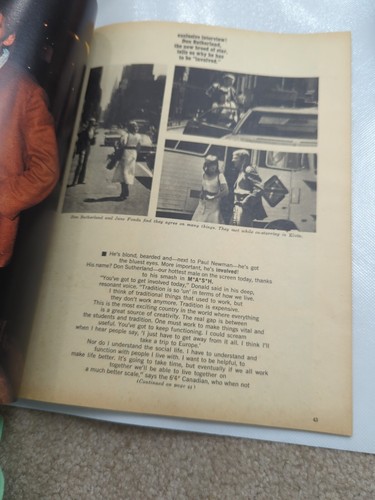 exclusive interview!
Don Sutherland,
the new breed of star,
tells us why he has
to be "involved."
Don Sutherland and Jane Fonda find they agree on many things. They met while co-starring in Klute.
He's blond, bearded and—next to Paul Newman—he's got
the bluest eyes. More important, he's involved!
His name? Don Sutherland—our hottest male on the screen today, thanks
to his smash in M*A*S*H.
"You've got to get involved today," Donald said in his deep,
resonant voice. "Tradition is so 'un' in terms of how we live,
I think of traditional things that used to work, but
they don't work anymore. Tradition is expensive.
This is the most exciting country in the world where everything
is a great source of creativity. The real gap is between
the students and tradition. One must work to make things vital and
useful. You've got to keep functioning. I could scream
when I hear people say, 'I just have to get away from it all. I think I'll
take a trip to Europe.'
Nor do I understand the social life. I have to understand and
function with people I live with. I want to be helpful, to
make life better. It's going to take time, but eventually if we all work
together we'll be able to live together on
a much better scale," says the 6'4" Canadian, who when not
(Continued on page 41)